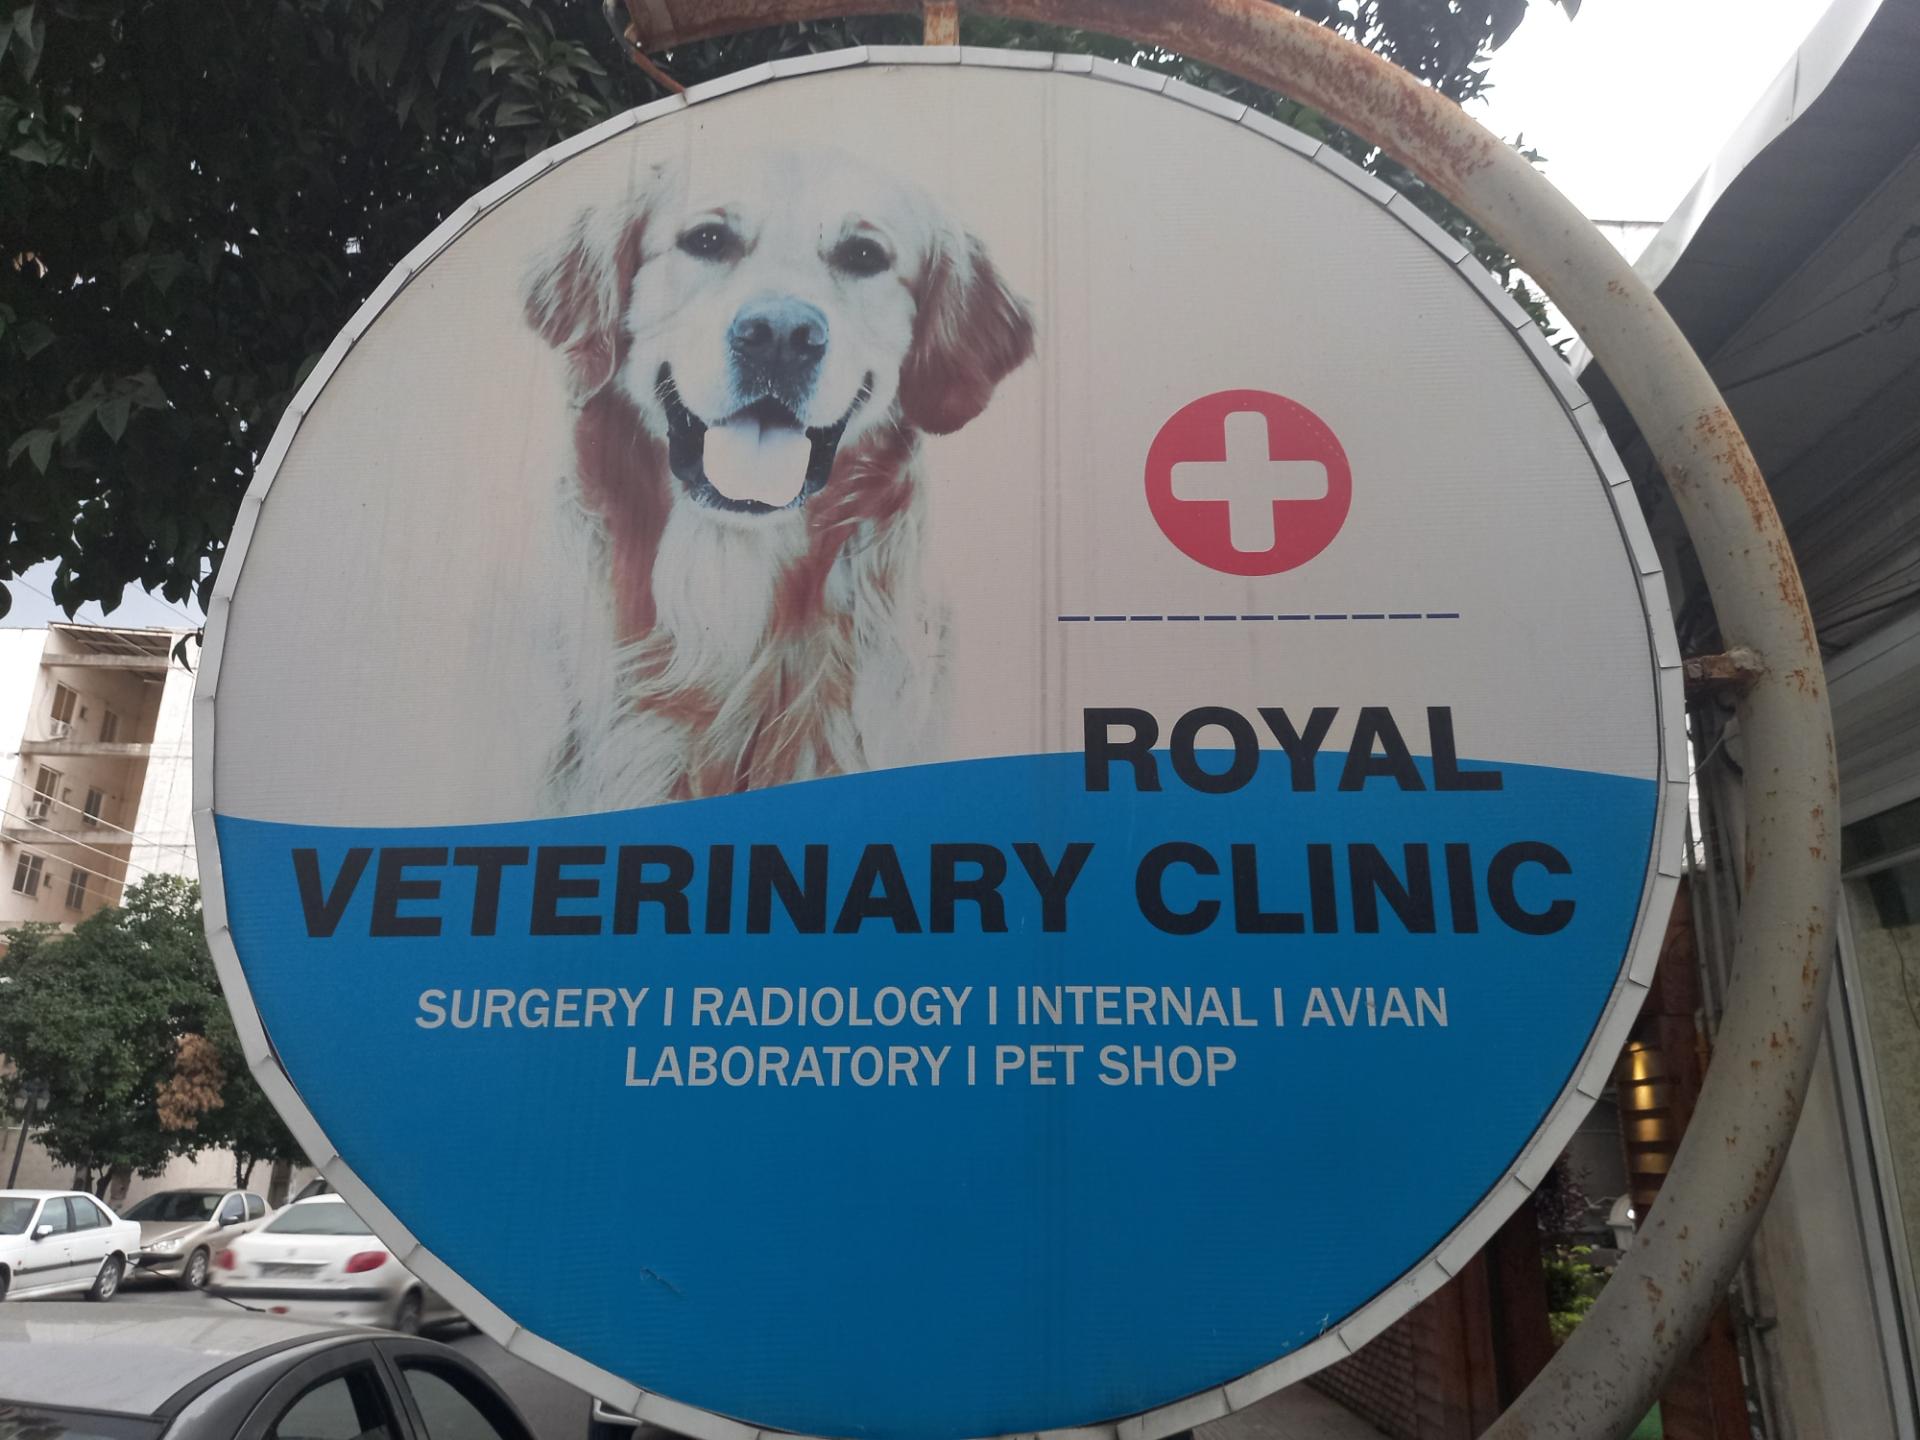 ROYAL
VETERINARY CLINIC
SURGERY | RADIOLOGY | INTERNAL | AVIAN
LABORATORY | PET SHOP